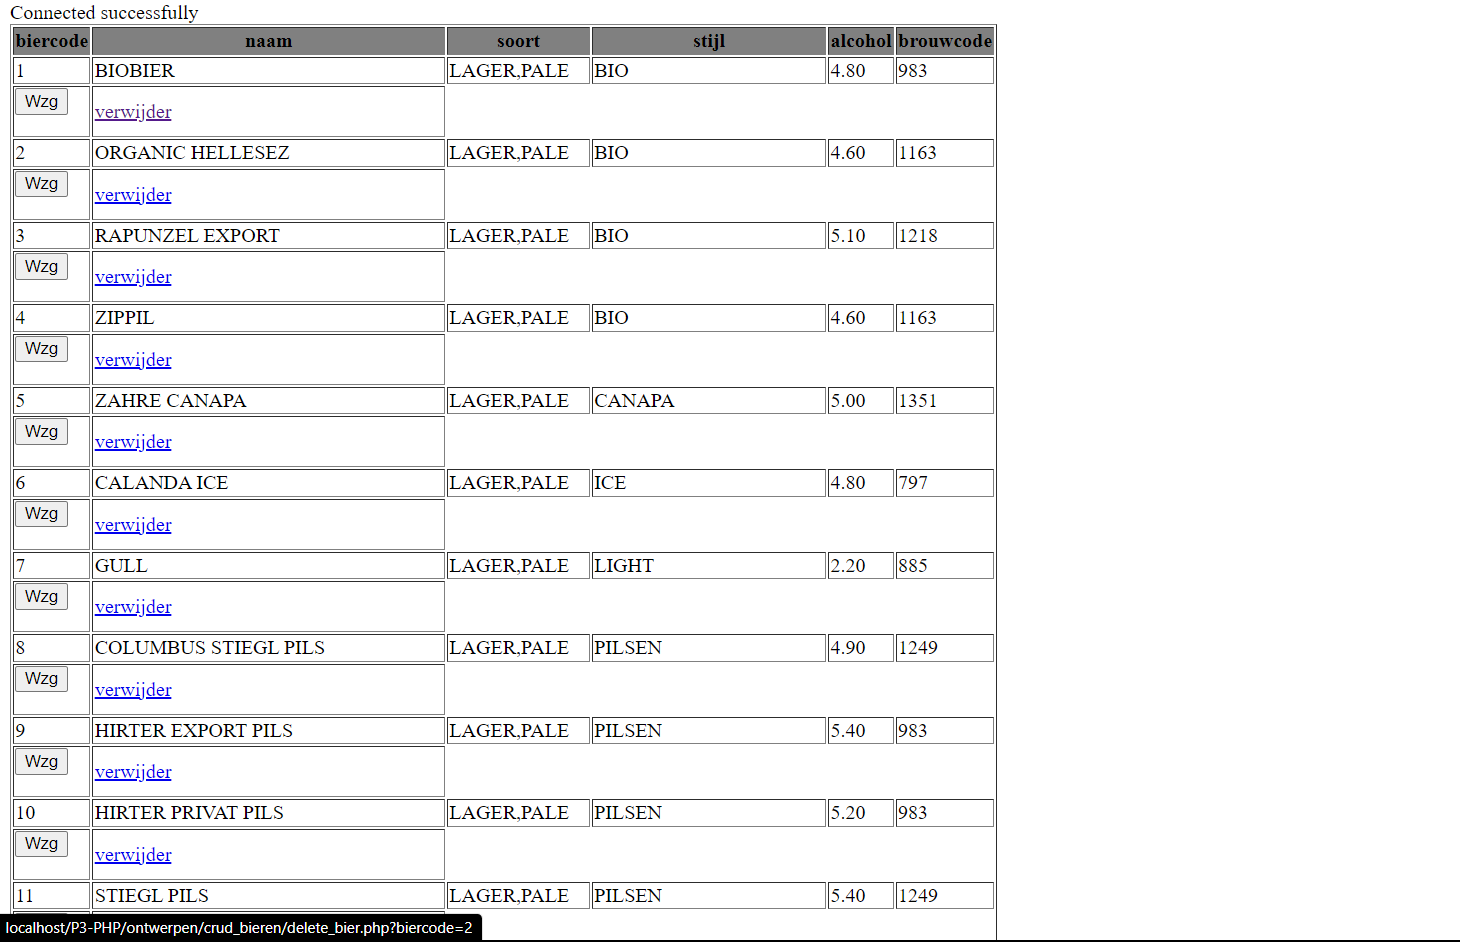 Connected successfully
biercode naam soort stijl alcohol brouwcode
1 BIOBIER LAGER,PALE BIO 4.80 983
Wzg verwijder
2 ORGANIC HELLESEZ LAGER,PALE BIO 4.60 1163
Wzg verwijder
3 RAPUNZEL EXPORT LAGER,PALE BIO 5.10 1218
Wzg verwijder
4 ZIPPIL LAGER,PALE BIO 4.60 1163
Wzg verwijder
5 ZAHRE CANAPA LAGER,PALE CANAPA 5.00 1351
Wzg verwijder
6 CALANDA ICE LAGER,PALE ICE 4.80 797
Wzg verwijder
7 GULL LAGER,PALE LIGHT 2.20 885
Wzg verwijder
8 COLUMBUS STIEGL PILS LAGER,PALE PILSEN 4.90 1249
Wzg verwijder
9 HIRTER EXPORT PILS LAGER,PALE PILSEN 5.40 983
Wzg verwijder
10 HIRTER PRIVAT PILS LAGER,PALE PILSEN 5.20 983
Wzg verwijder
11 STIEGL PILS LAGER,PALE PILSEN 5.40 1249
localhost/P3-PHP/ontwerpen/crud_bieren/delete_bier.php?biercode=2